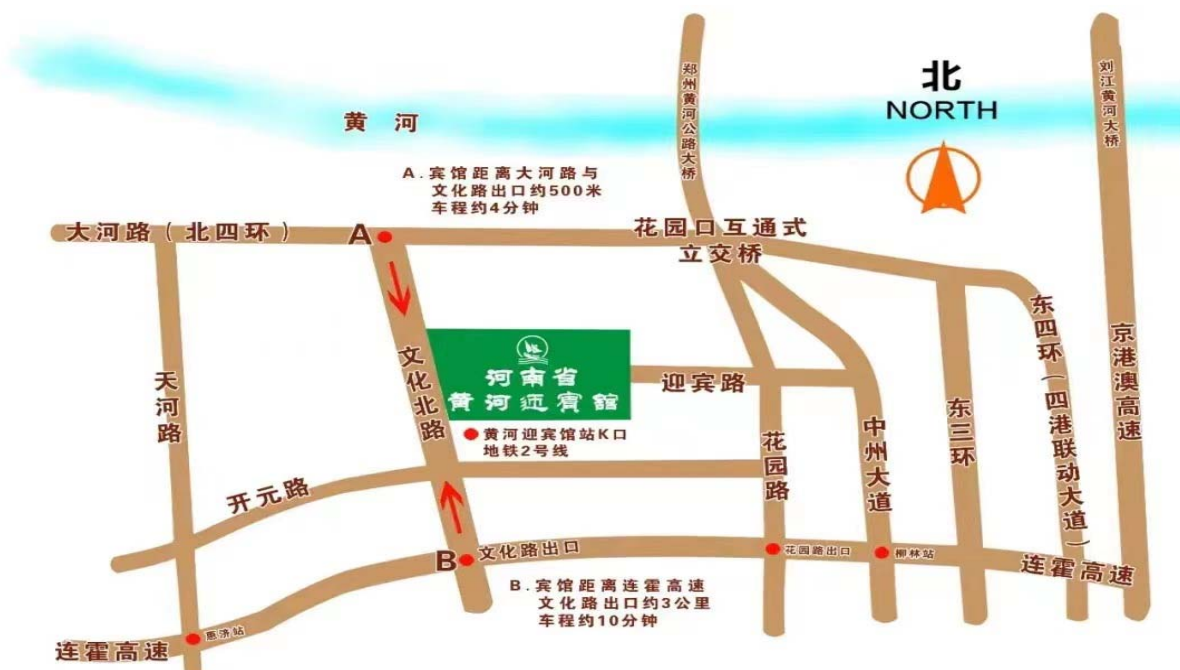 北
NORTH
黄河
郑州黄河公路大桥
刘江黄河大桥
A.宾馆距离大河路与
文化路出口约500米
车程约4分钟
大河路（北四环）
A
花园口互通式
立交桥
东四环（四港联动大道）
京港澳高速
河南省
黄河迎賓館
文化北路
天河路
迎宾路
黄河迎宾馆站K口
地铁2号线
花园路
中州大道
东三环
开元路
B
文化路出口
花园路出口
柳林站
连霍高速
B.宾馆距离连霍高速
文化路出口约3公里
车程约10分钟
惠济站
连霍高速